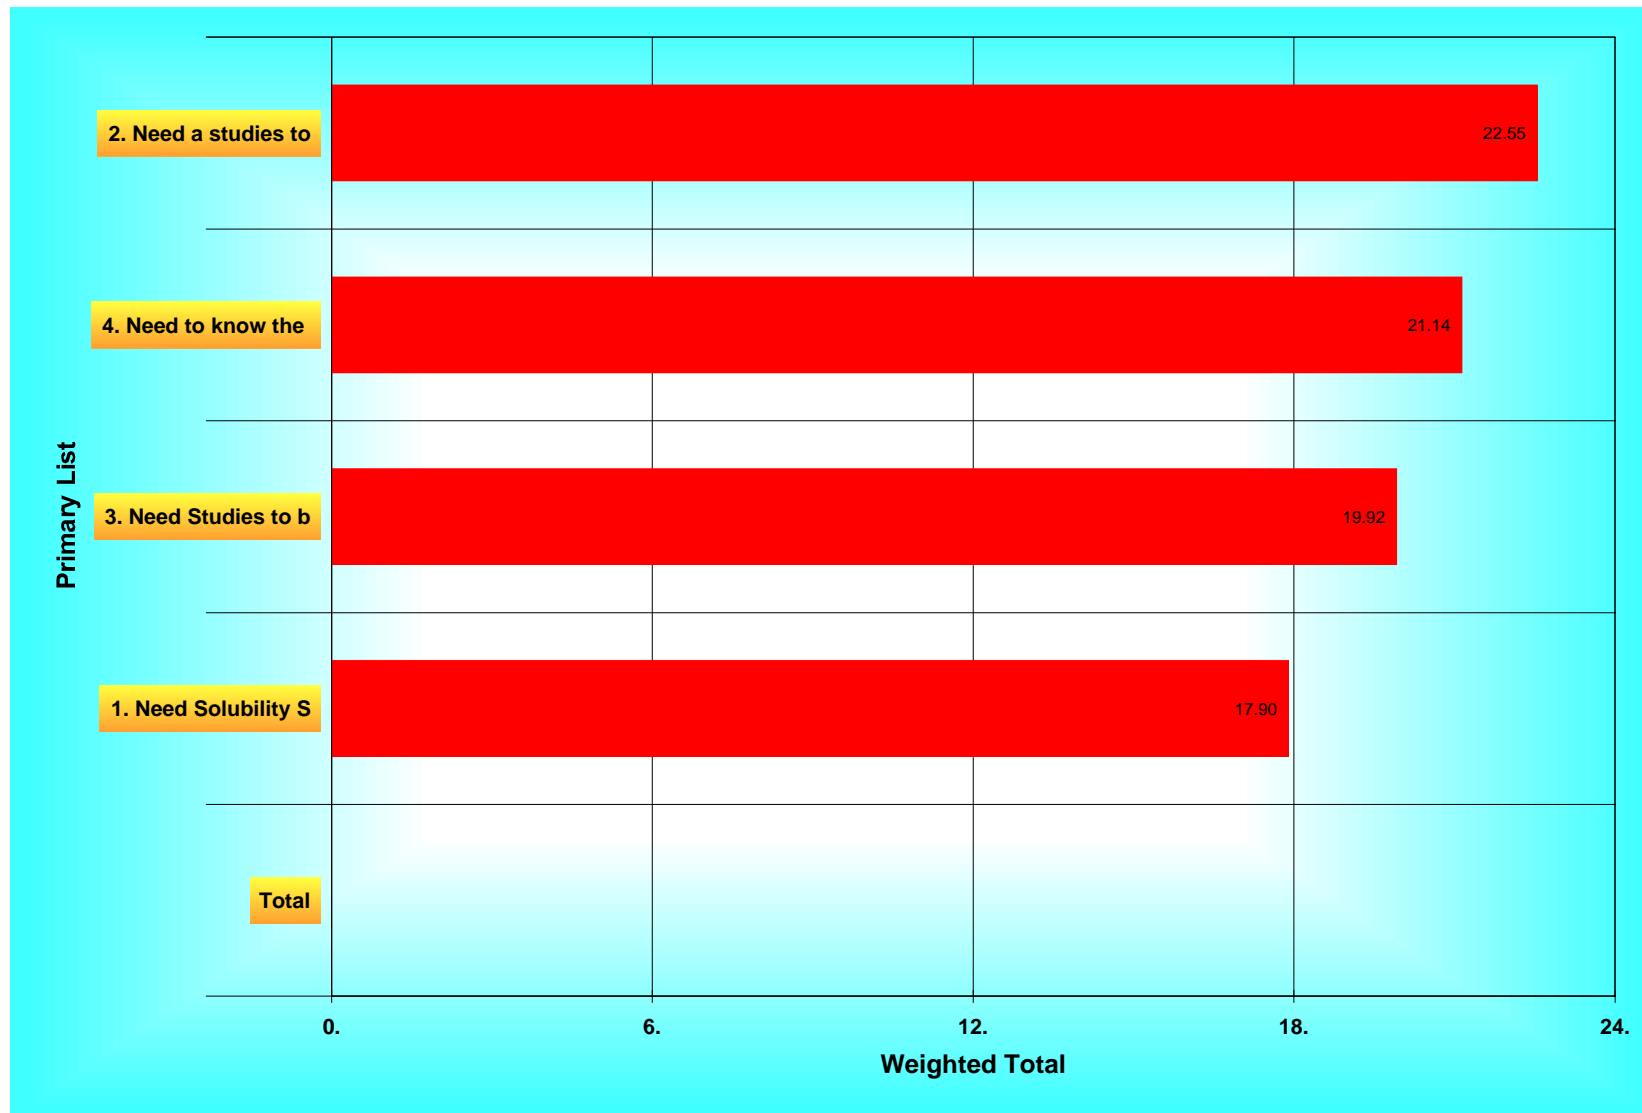 2. Need a studies to
22.55
4. Need to know the
21.14
3. Need Studies to b
19.92
1. Need Solubility S
17.90
Total
Primary List
0. 6. 12. 18. 24.
Weighted Total